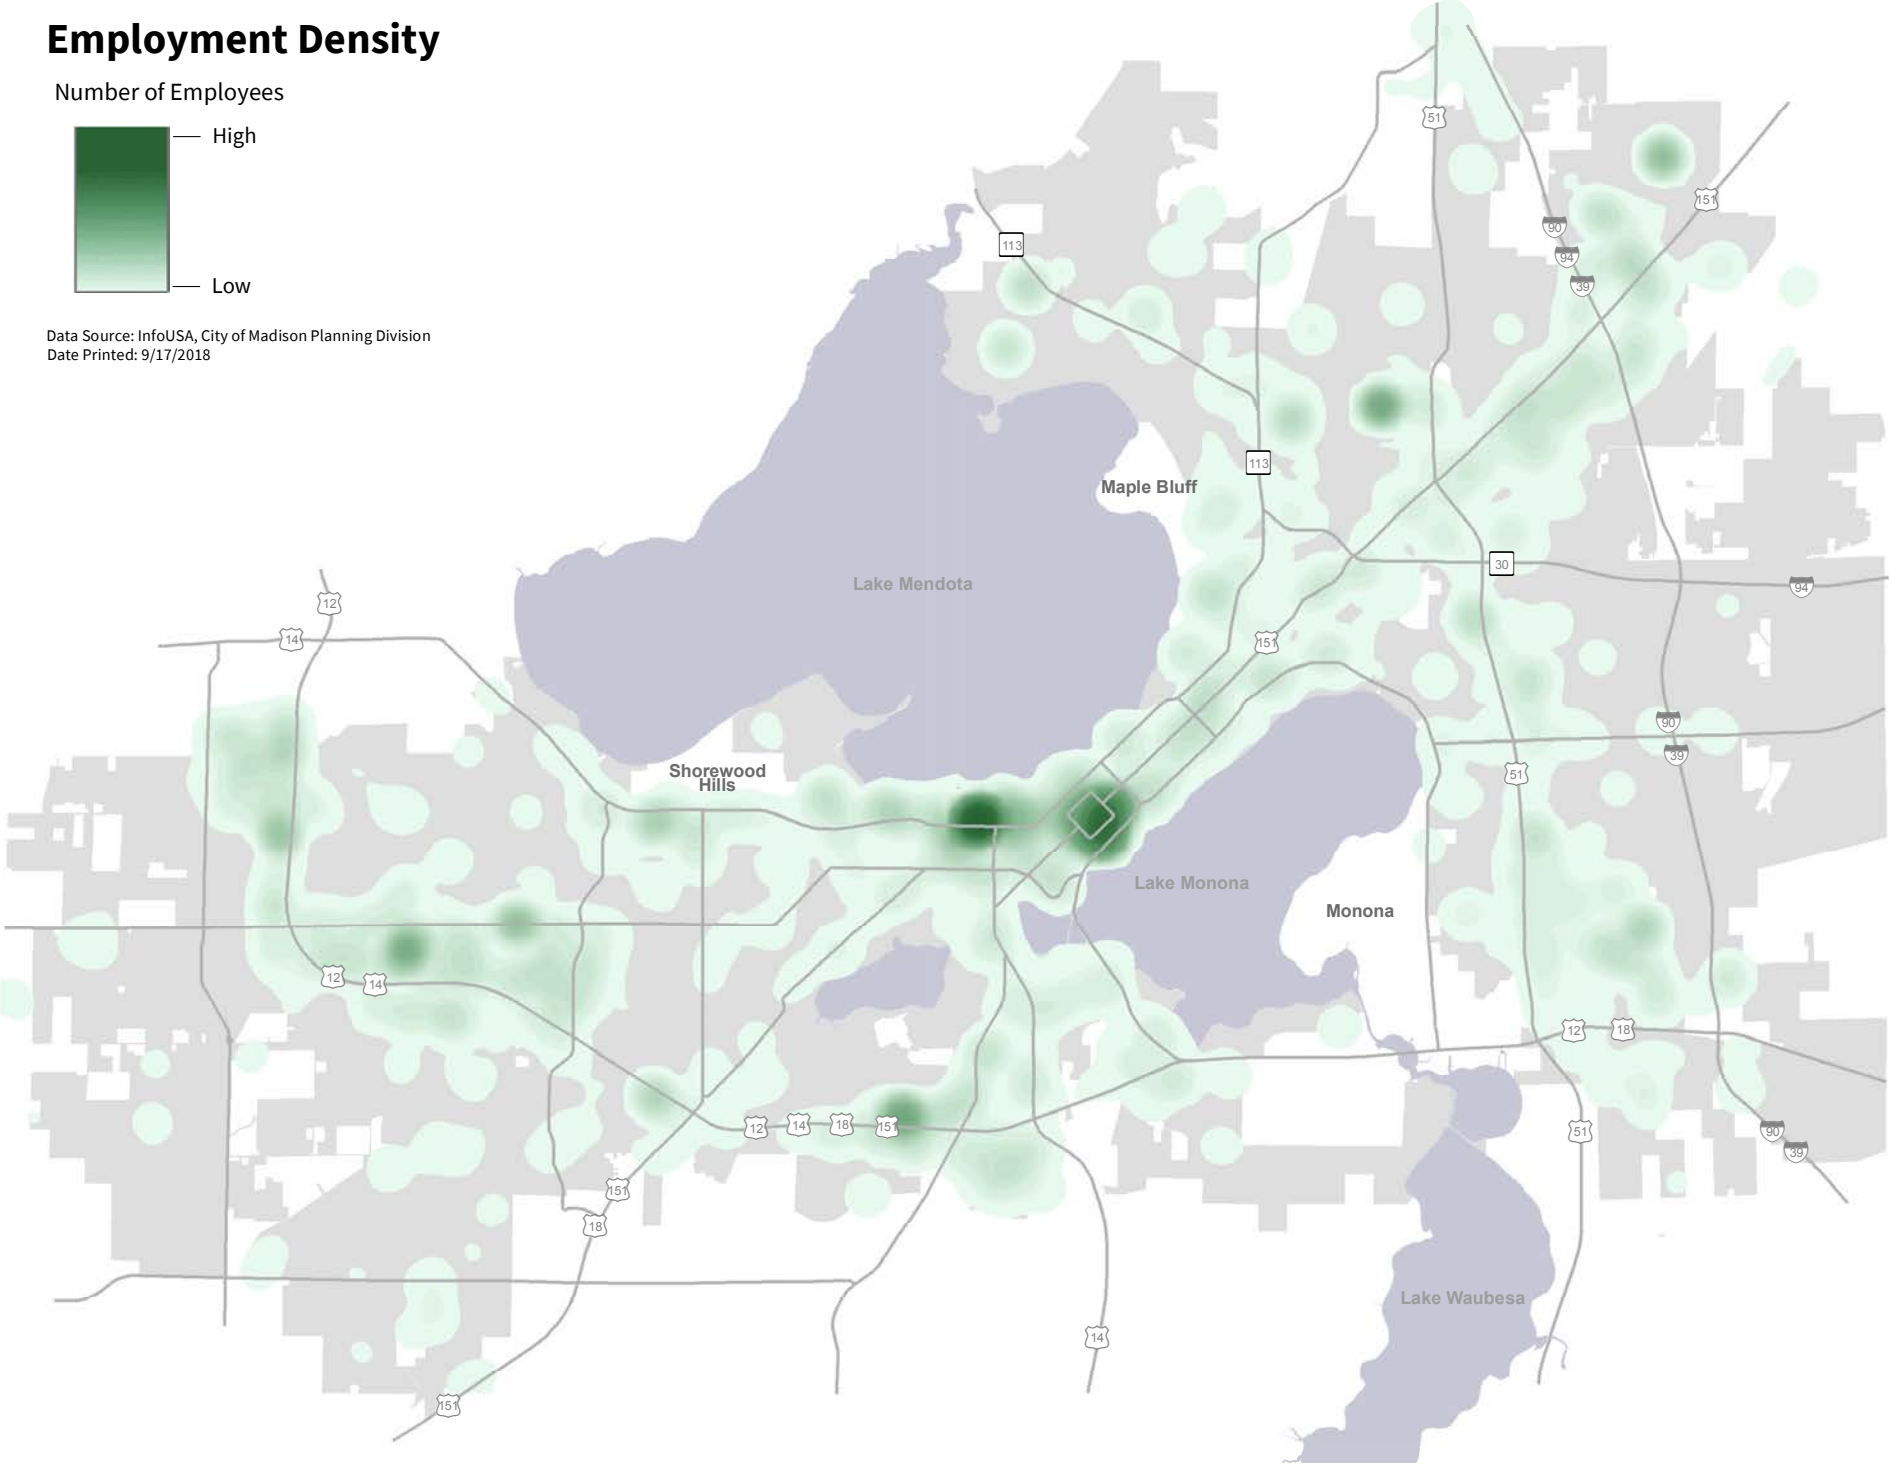 Employment Density
Number of Employees
High
Low
Data Source: InfoUSA, City of Madison Planning Division
Date Printed: 9/17/2018
51
151
90
94
39
113
113
Maple Bluff
Lake Mendota
30
94
12
14
151
90
39
Shorewood
Hills
51
Lake Monona
Monona
12
14
12
18
12
14
18
151
51
90
39
151
18
Lake Waubesa
14
151